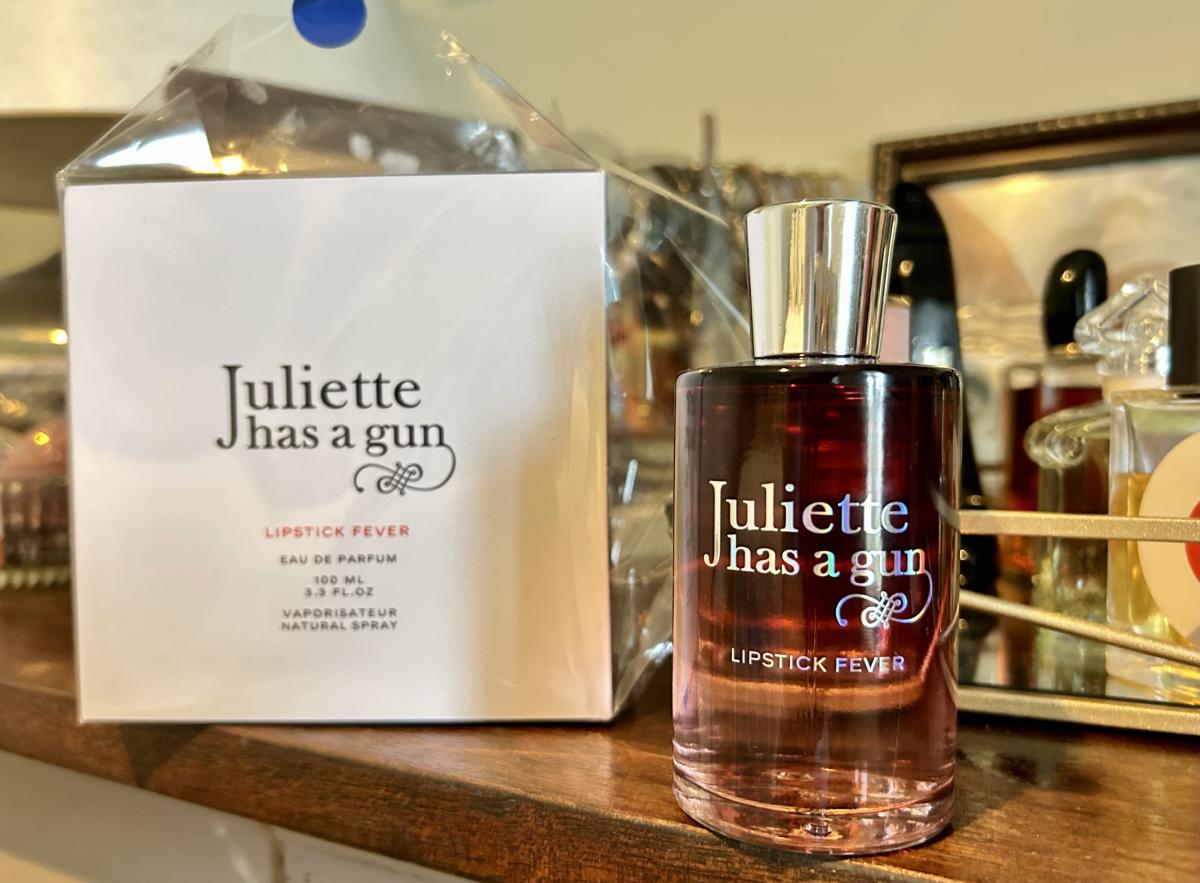 Juliette
has a gun
LIPSTICK FEVER
EAU DE PARFUM
100 ML
3.3 FL.OZ
VAPORISATEUR
NATURAL SPRAY
Juliette
has a gun
LIPSTICK FEVER